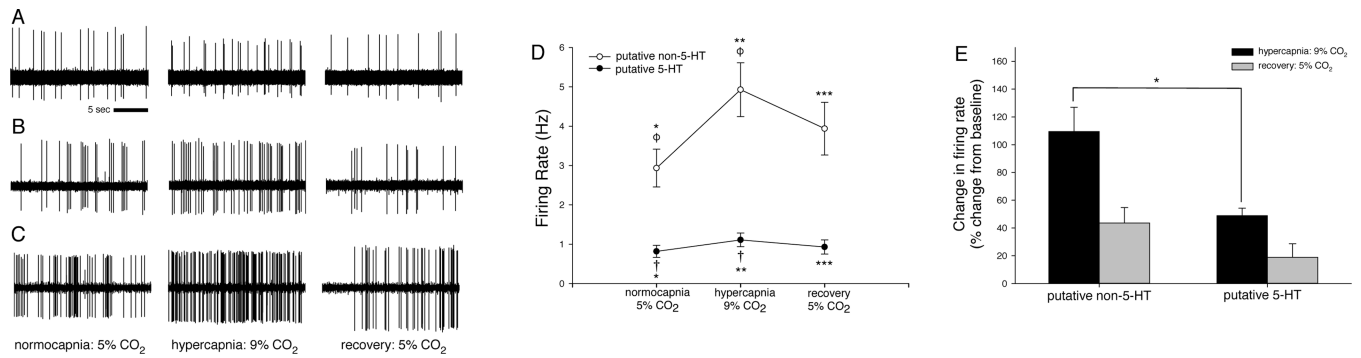 A
5 sec
B
C
normocapnia: 5% CO₂
hypercapnia: 9% CO₂
recovery: 5% CO₂
D
putative non-5-HT
putative 5-HT
Firing Rate (Hz)
6
5
4
3
2
1
0
*
ϕ
**
ϕ
***
†
*
†
**
***
normocapnia
5% CO₂
hypercapnia
9% CO₂
recovery
5% CO₂
E
hypercapnia: 9% CO₂
recovery: 5% CO₂
Change in firing rate
(% change from baseline)
160
140
120
100
80
60
40
20
0
*
putative non-5-HT
putative 5-HT